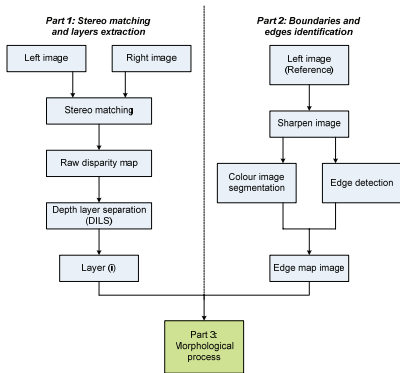 Part 1: Stereo matching
and layers extraction
Left image
Right image
Stereo matching
Raw disparity map
Depth layer separation
(DILS)
Layer (i)
Part 2: Boundaries and
edges identification
Left image
(Reference)
Sharpen image
Colour image
segmentation
Edge detection
Edge map image
Part 3:
Morphological
process